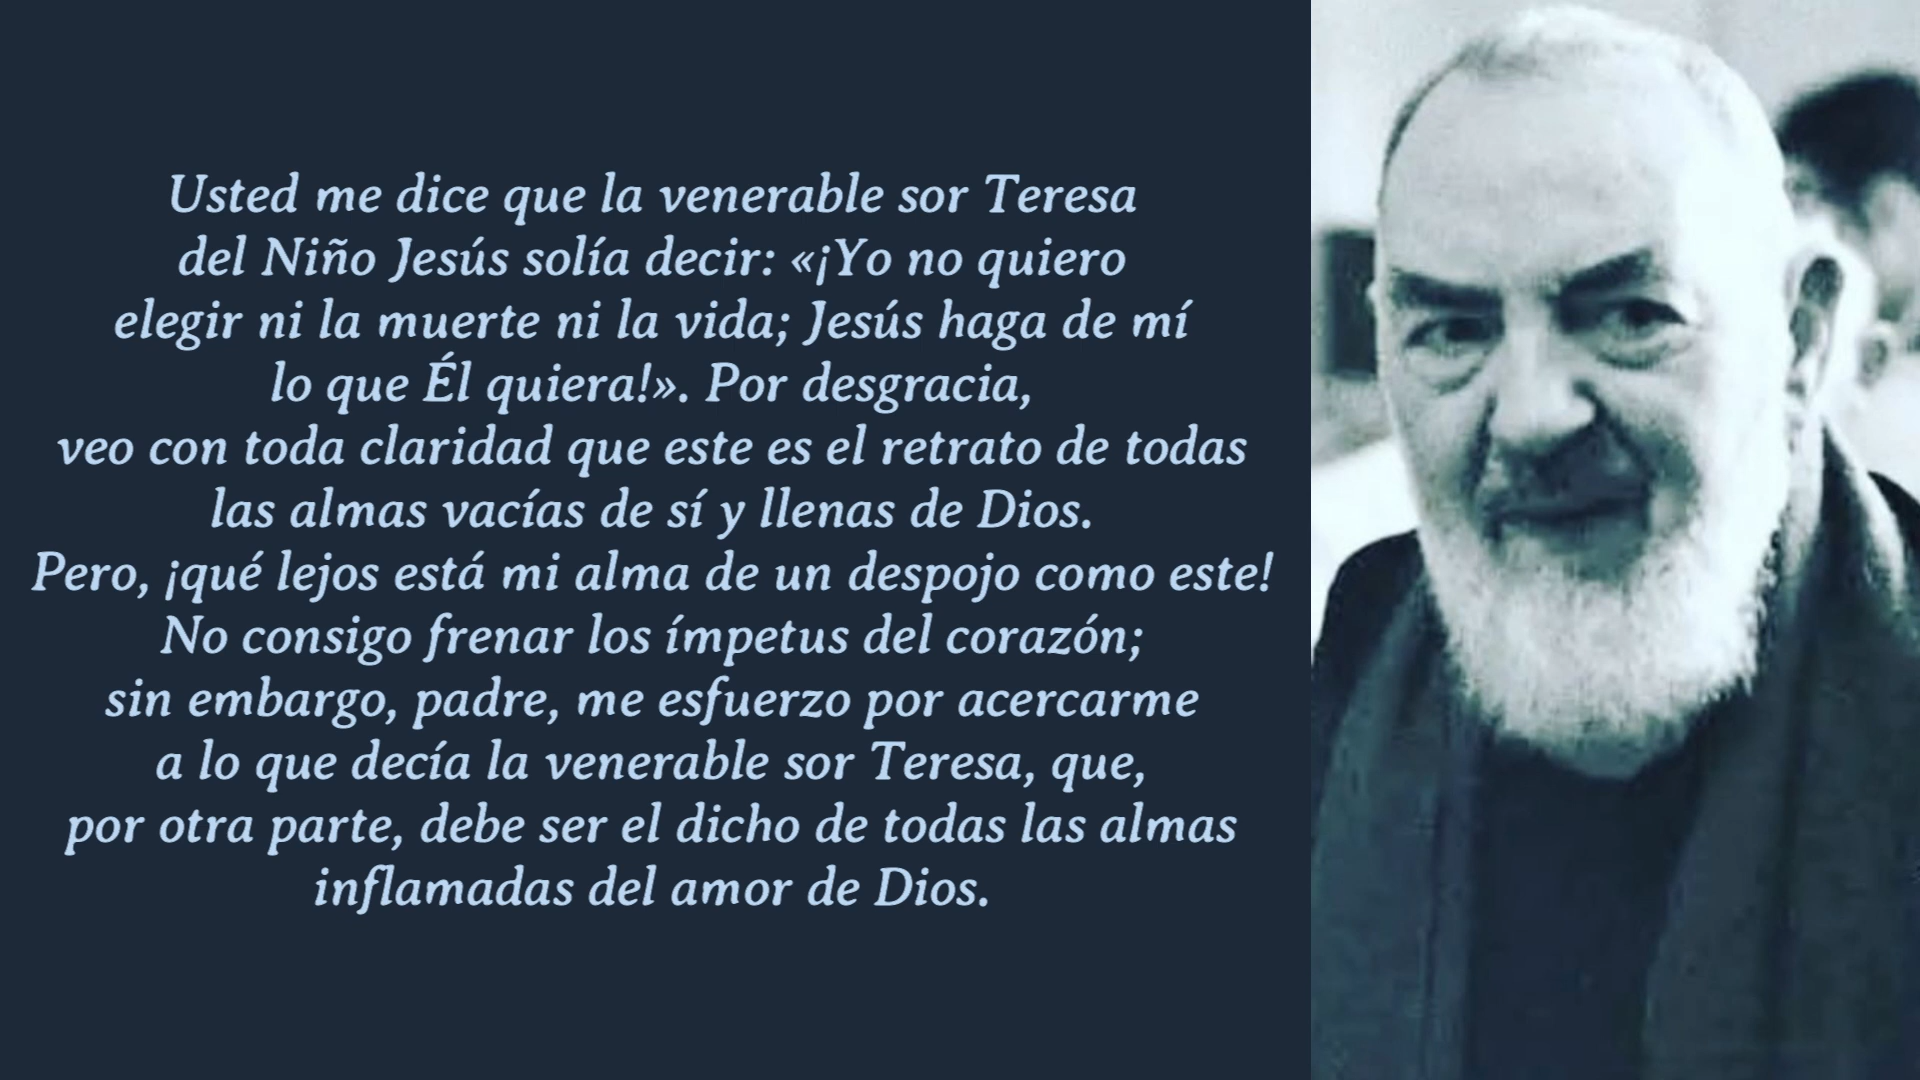 Usted me dice que la venerable sor Teresa
del Niño Jesús solía decir: «¡Yo no quiero
elegir ni la muerte ni la vida; Jesús haga de mí
lo que Él quiera!». Por desgracia,
veo con toda claridad que este es el retrato de todas
las almas vacías de sí y llenas de Dios.
Pero, ¡qué lejos está mi alma de un despojo como este!
No consigo frenar los ímpetus del corazón;
sin embargo, padre, me esfuerzo por acercarme
a lo que decía la venerable sor Teresa, que,
por otra parte, debe ser el dicho de todas las almas
inflamadas del amor de Dios.